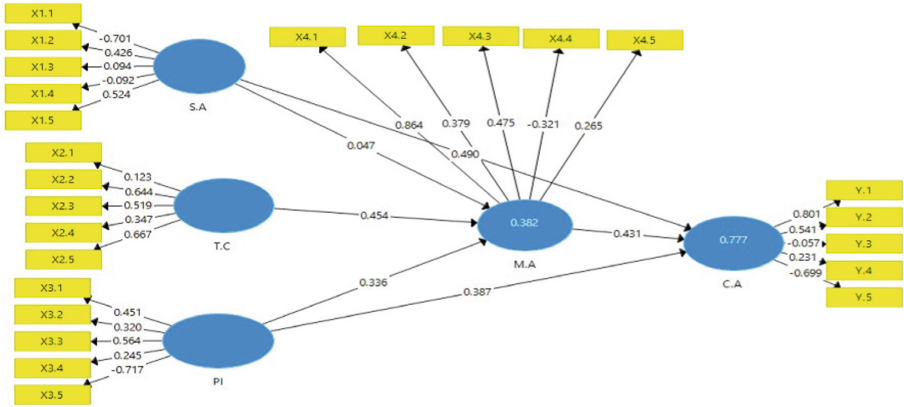 X1.1
X1.2
X1.3
X1.4
X1.5
-0.701
0.426
0.094
-0.092
0.524
S.A
X4.1
X4.2
X4.3
X4.4
X4.5
0.864
0.379
0.475
-0.321
0.265
0.047
0.490
X2.1
X2.2
X2.3
X2.4
X2.5
0.123
0.644
0.519
0.347
0.667
T.C
0.454
0.382
M.A
0.431
0.777
C.A
Y.1
Y.2
Y.3
Y.4
Y.5
0.801
0.541
-0.057
0.231
-0.699
0.336
0.387
X3.1
X3.2
X3.3
X3.4
X3.5
0.451
0.320
0.564
0.245
-0.717
PI